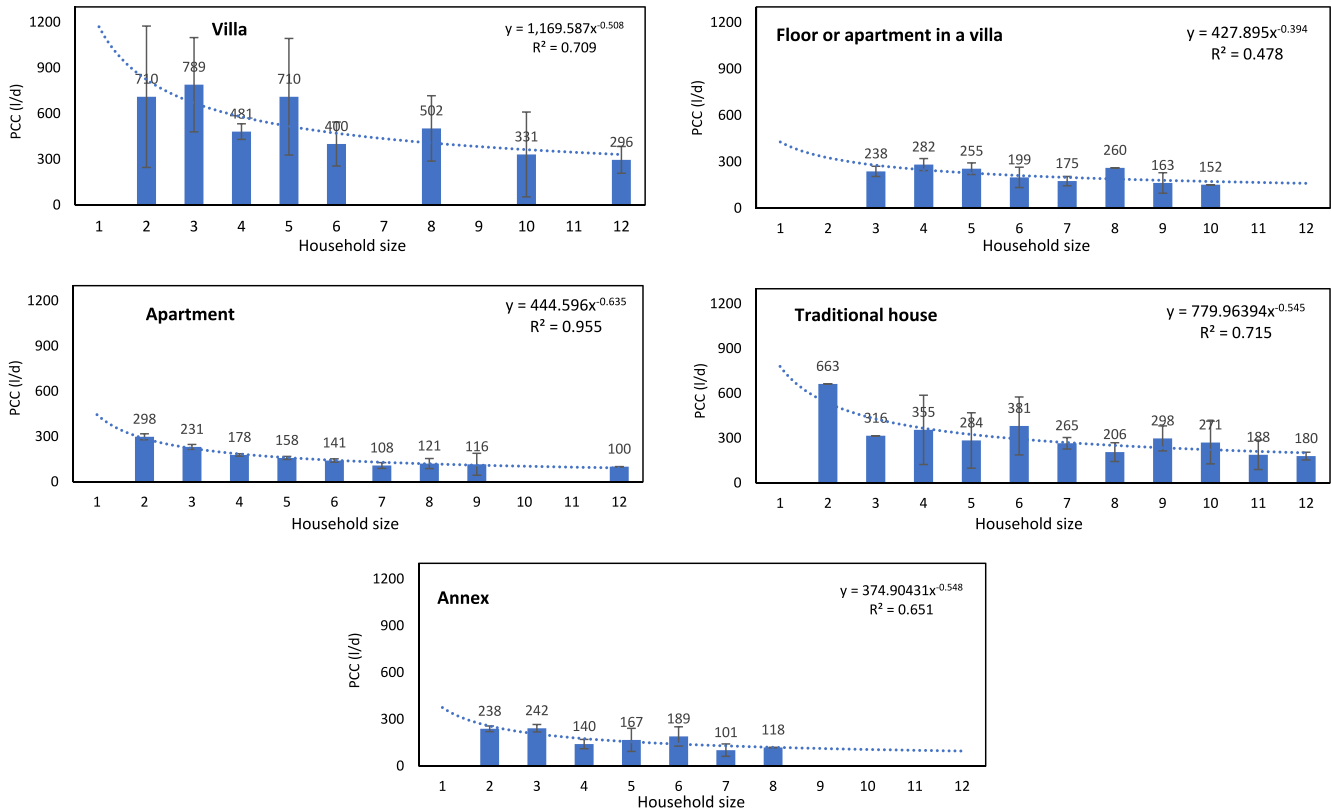 Villa
y = 1,169.587x^-0.508
R² = 0.709
PCC (l/d)
1200
900
600
300
0
710
789
481
710
400
502
331
296
1 2 3 4 5 6 7 8 9 10 11 12
Household size
Floor or apartment in a villa
y = 427.895x^-0.394
R² = 0.478
PCC (l/d)
1200
900
600
300
0
238
282
255
199
175
260
163
152
1 2 3 4 5 6 7 8 9 10 11 12
Household size
Apartment
y = 444.596x^-0.635
R² = 0.955
PCC (l/d)
1200
900
600
300
0
298
231
178
158
141
108
121
116
100
1 2 3 4 5 6 7 8 9 10 11 12
Household size
Traditional house
y = 779.96394x^-0.545
R² = 0.715
PCC (l/d)
1200
900
600
300
0
663
316
355
284
381
265
206
298
271
188
180
1 2 3 4 5 6 7 8 9 10 11 12
Household size
Annex
y = 374.90431x^-0.548
R² = 0.651
PCC (l/d)
1200
900
600
300
0
238
242
140
167
189
101
118
1 2 3 4 5 6 7 8 9 10 11 12
Household size